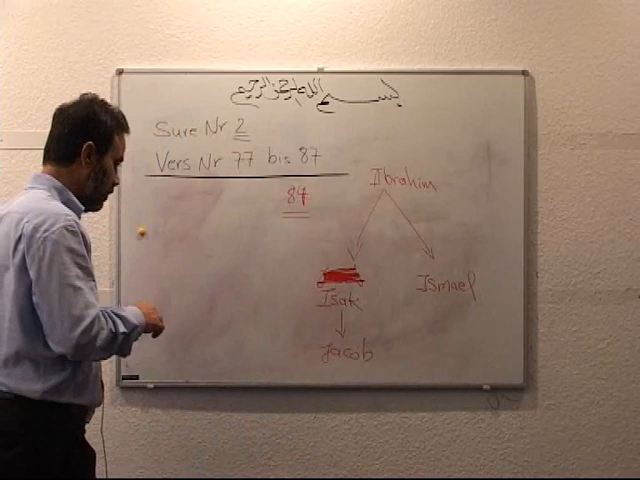 بسم الله الرحمن الرحيم
Sure Nr 2
Vers Nr 77 bis 87
84
Ibrahim
Ismael
Isak
Jacob